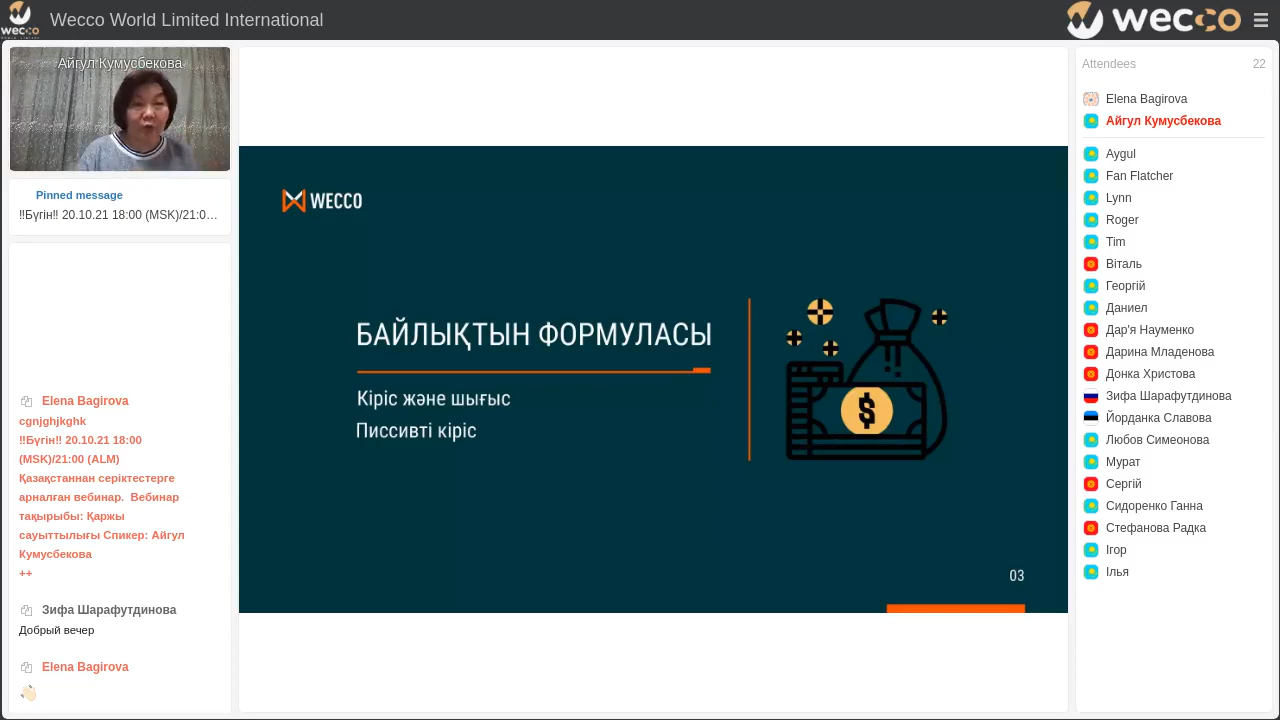 wecco
Wecco World Limited International
wecco
Айгул Кумусбекова
Pinned message
‼Бүгін‼ 20.10.21 18:00 (MSK)/21:0…
Elena Bagirova
cgnjghjkghk
‼Бүгін‼ 20.10.21 18:00
(MSK)/21:00 (ALM)
Қазақстаннан серіктестерге
арналған вебинар.  Вебинар
тақырыбы: Қаржы
сауыттылығы Спикер: Айгул
Кумусбекова
++
Зифа Шарафутдинова
Добрый вечер
Elena Bagirova
WECCO
БАЙЛЫҚТЫН ФОРМУЛАСЫ
Кіріс және шығыс
Писсивті кіріс
$
03
Attendees 22
Elena Bagirova
Айгул Кумусбекова
Aygul
Fan Flatcher
Lynn
Roger
Tim
Віталь
Георгій
Даниел
Дар'я Науменко
Дарина Младенова
Донка Христова
Зифа Шарафутдинова
Йорданка Славова
Любов Симеонова
Мурат
Сергій
Сидоренко Ганна
Стефанова Радка
Ігор
Ілья